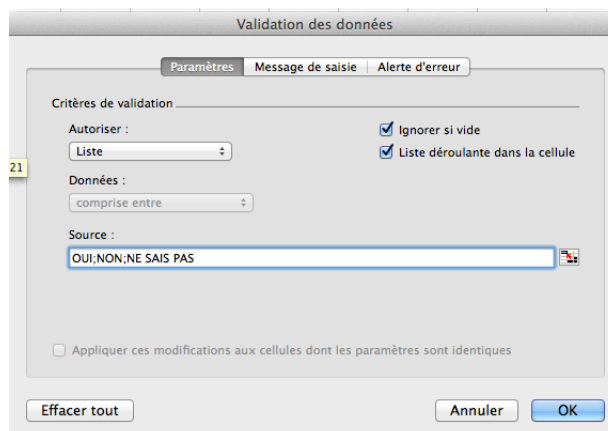 Validation des données
Paramètres Message de saisie Alerte d'erreur
Critères de validation
Autoriser :
Ignorer si vide
Liste
Liste déroulante dans la cellule
21
Données :
comprise entre
Source :
OUI;NON;NE SAIS PAS
Appliquer ces modifications aux cellules dont les paramètres sont identiques
Effacer tout Annuler OK